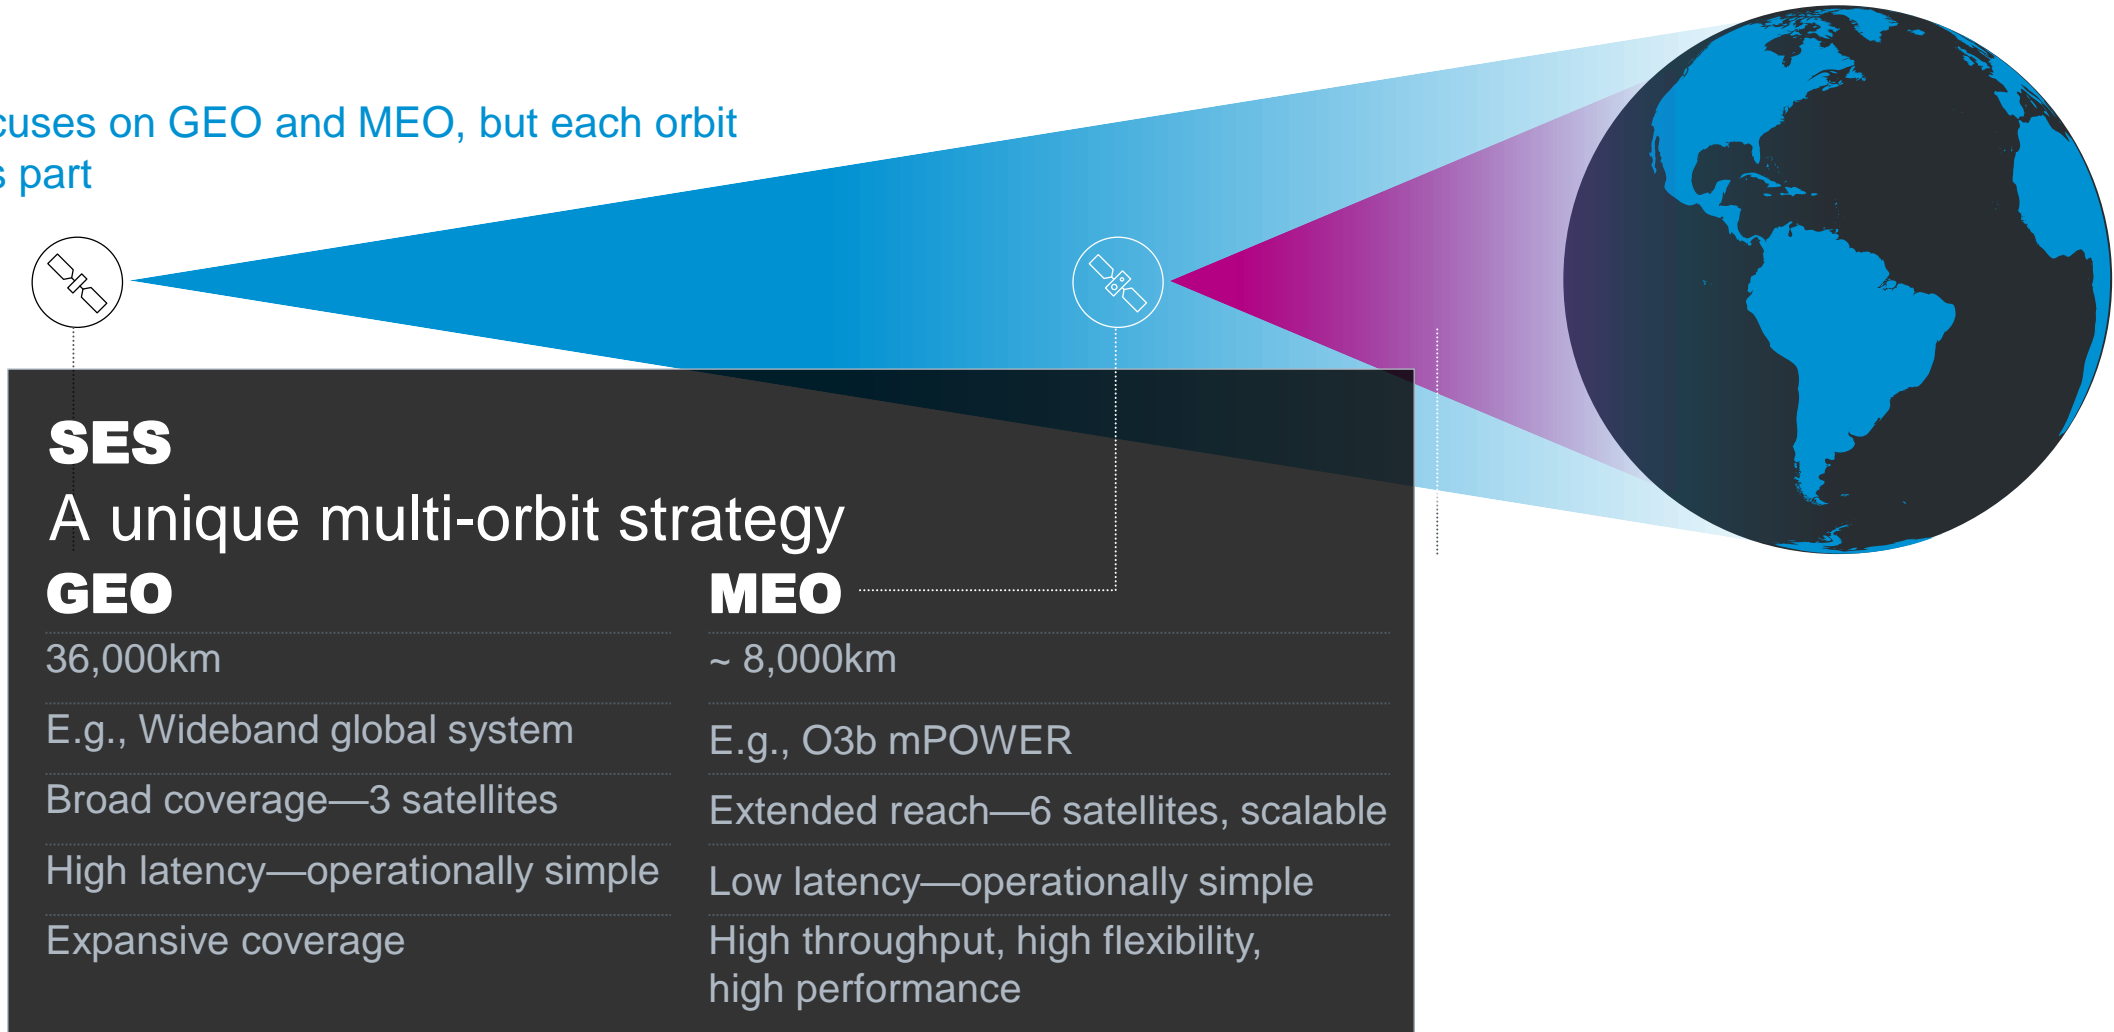 cuses on GEO and MEO, but each orbit
s part
SES
A unique multi-orbit strategy
GEO
36,000km
E.g., Wideband global system
Broad coverage—3 satellites
High latency—operationally simple
Expansive coverage
MEO
~ 8,000km
E.g., O3b mPOWER
Extended reach—6 satellites, scalable
Low latency—operationally simple
High throughput, high flexibility,
high performance